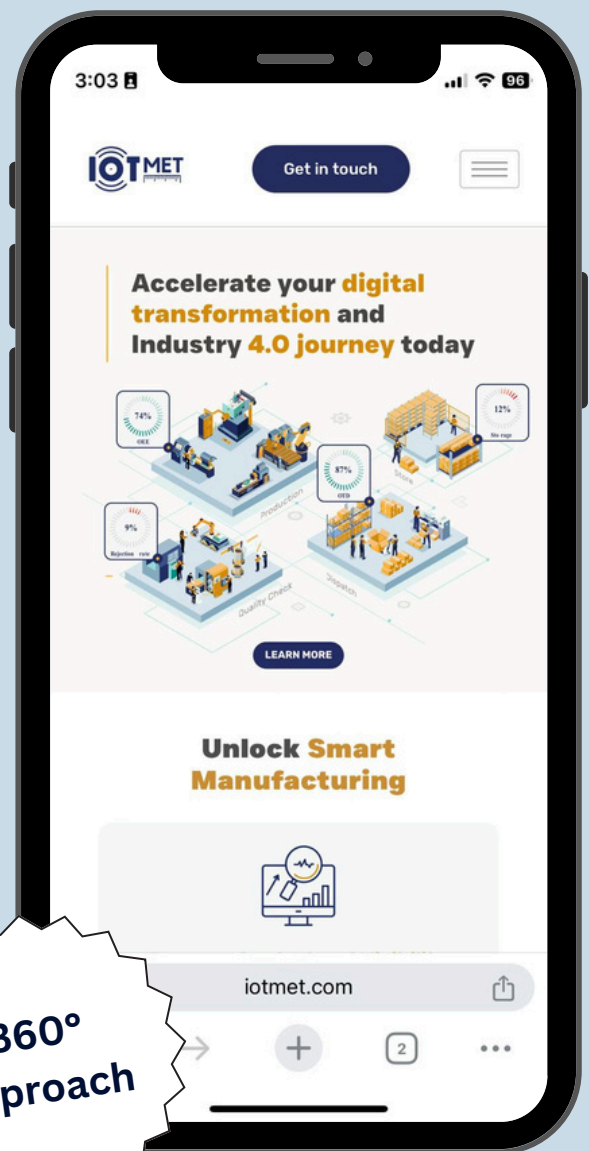 3:03
96
IOTMET
Get in touch
Accelerate your digital
transformation and
Industry 4.0 journey today
74%
OEE
12%
Sto rage
87%
OTD
9%
Rejection rate
Production
Store
Quality Check
Dispatch
LEARN MORE
Unlock Smart
Manufacturing
iotmet.com
2
360°
proach